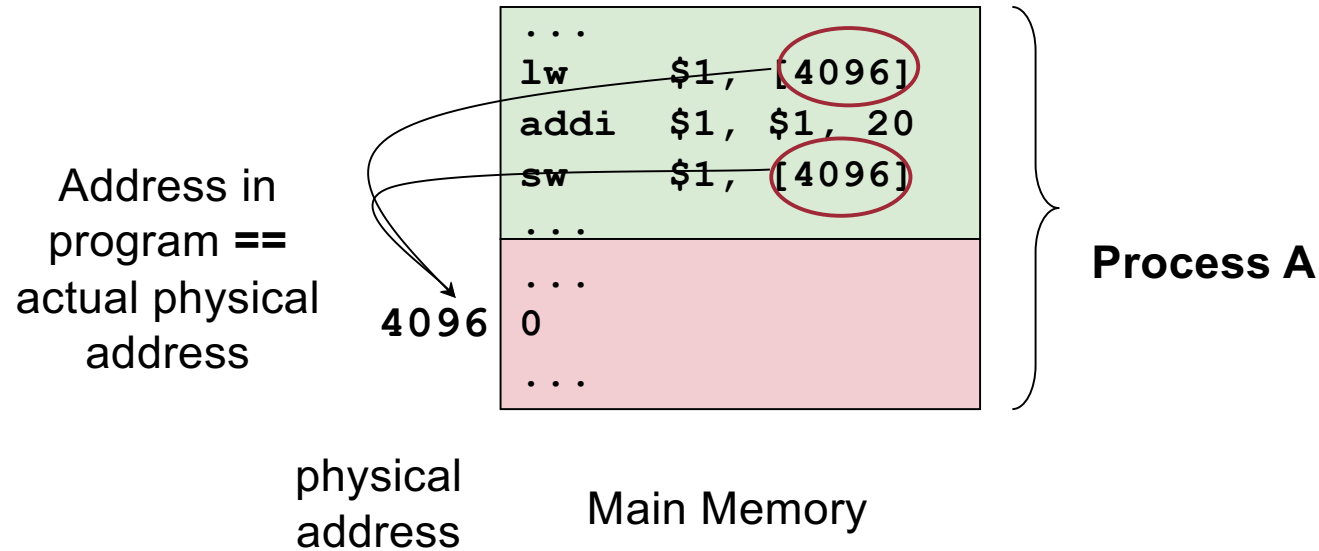 ...
lw $1, [4096]
addi $1, $1, 20
sw $1, [4096]
...
...
4096 0
...
Address in
program ==
actual physical
address
Process A
physical
address
Main Memory